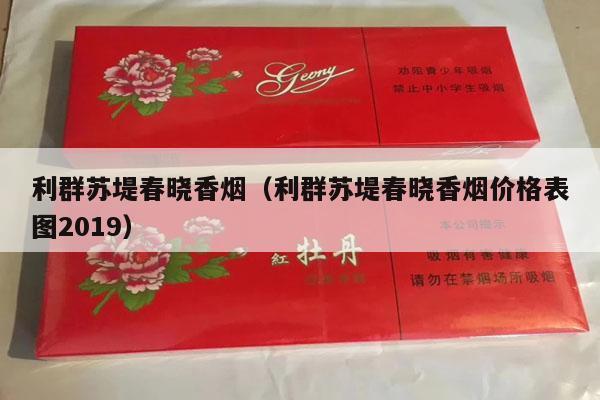 Geony
劝阻青少年吸烟
禁止中小学生吸烟
利群苏堤春晓香烟（利群苏堤春晓香烟价格表
图2019）
本公司提示
紅 牡丹
吸烟有害健康
请勿在禁烟场所吸烟